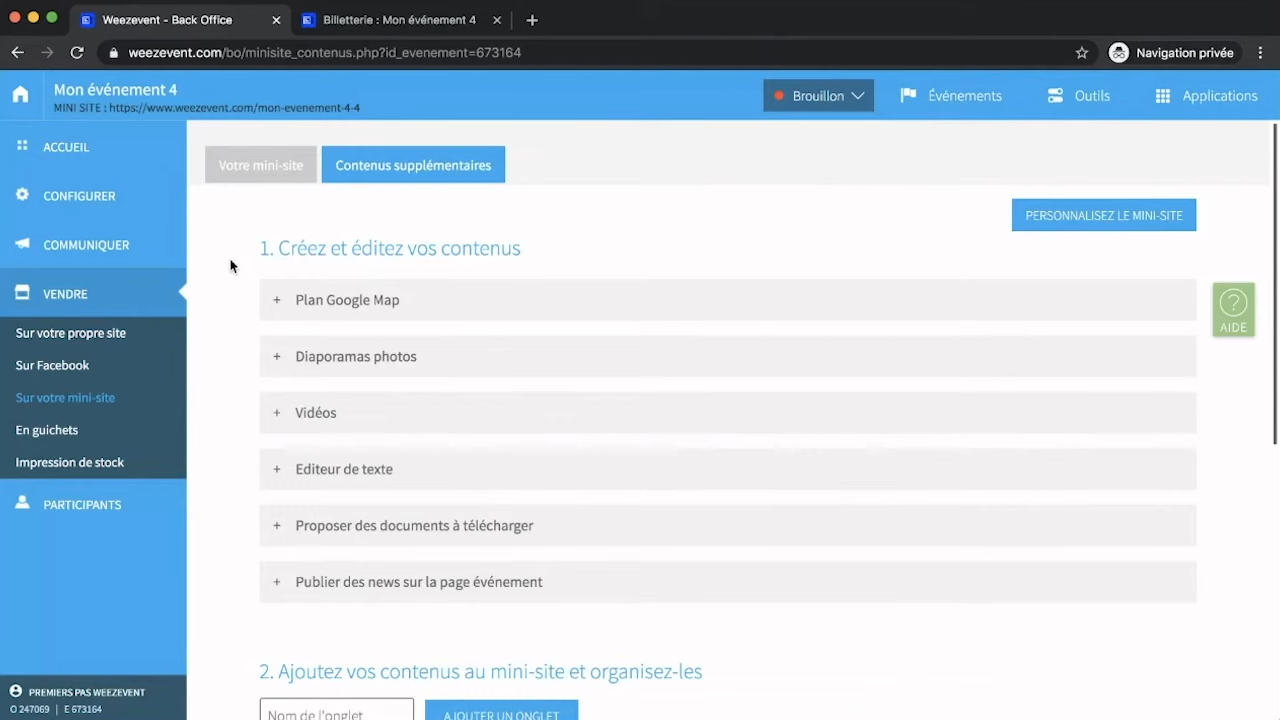 Weezevent - Back Office
Billetterie : Mon événement 4
weezevent.com/bo/minisite_contenus.php?id_evenement=673164
Navigation privée
Mon événement 4
MINI SITE : https://www.weezevent.com/mon-evenement-4-4
Brouillon
Événements
Outils
Applications
ACCUEIL
CONFIGURER
COMMUNIQUER
VENDRE
Sur votre propre site
Sur Facebook
Sur votre mini-site
En guichets
Impression de stock
PARTICIPANTS
PREMIERS PAS WEEZEVENT
O 247069 | E 673164
Votre mini-site
Contenus supplémentaires
PERSONNALISEZ LE MINI-SITE
1. Créez et éditez vos contenus
+ Plan Google Map
+ Diaporamas photos
+ Vidéos
+ Editeur de texte
+ Proposer des documents à télécharger
+ Publier des news sur la page événement
? AIDE
2. Ajoutez vos contenus au mini-site et organisez-les
Nom de l'onglet
AJOUTER UN ONGLET